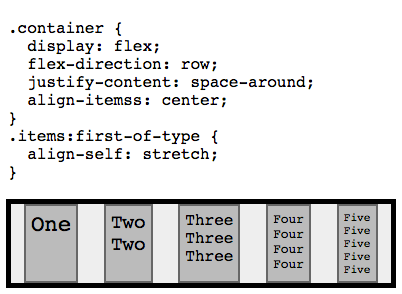 .container {
display: flex;
flex-direction: row;
justify-content: space-around;
align-itemss: center;
}
.items:first-of-type {
align-self: stretch;
}
One Two Three Four Five
Two Three Four Five
Three Four Five
Four Five
Five